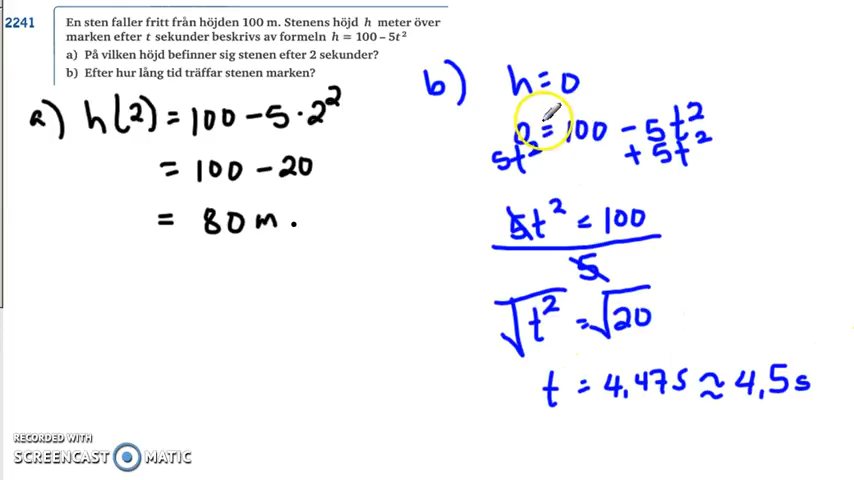 2241
En sten faller fritt från höjden 100 m. Stenens höjd h meter över
marken efter t sekunder beskrivs av formeln h = 100 – 5t²
a) På vilken höjd befinner sig stenen efter 2 sekunder?
b) Efter hur lång tid träffar stenen marken?
a) h(2) = 100 - 5 · 2²
= 100 - 20
= 80 m.
b) h = 0
0 = 100 - 5t²
5t² + 5t²
5t² = 100
5
√t² = √20
t = 4,47s ≈ 4,5s
RECORDED WITH
SCREENCAST MATIC